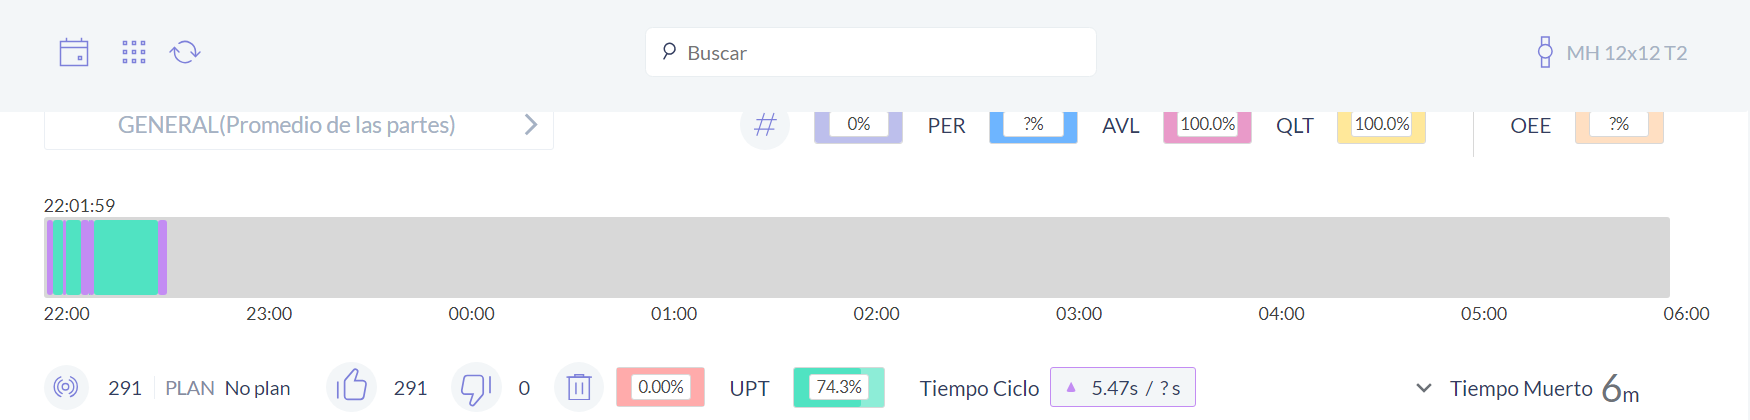 Buscar
MH 12x12 T2
GENERAL(Promedio de las partes)
# 0% PER ?% AVL 100.0% QLT 100.0% OEE ?%
22:01:59
22:00 23:00 00:00 01:00 02:00 03:00 04:00 05:00 06:00
291 PLAN No plan 291 0 0.00% UPT 74.3% Tiempo Ciclo 5.47s / ? s Tiempo Muerto 6m